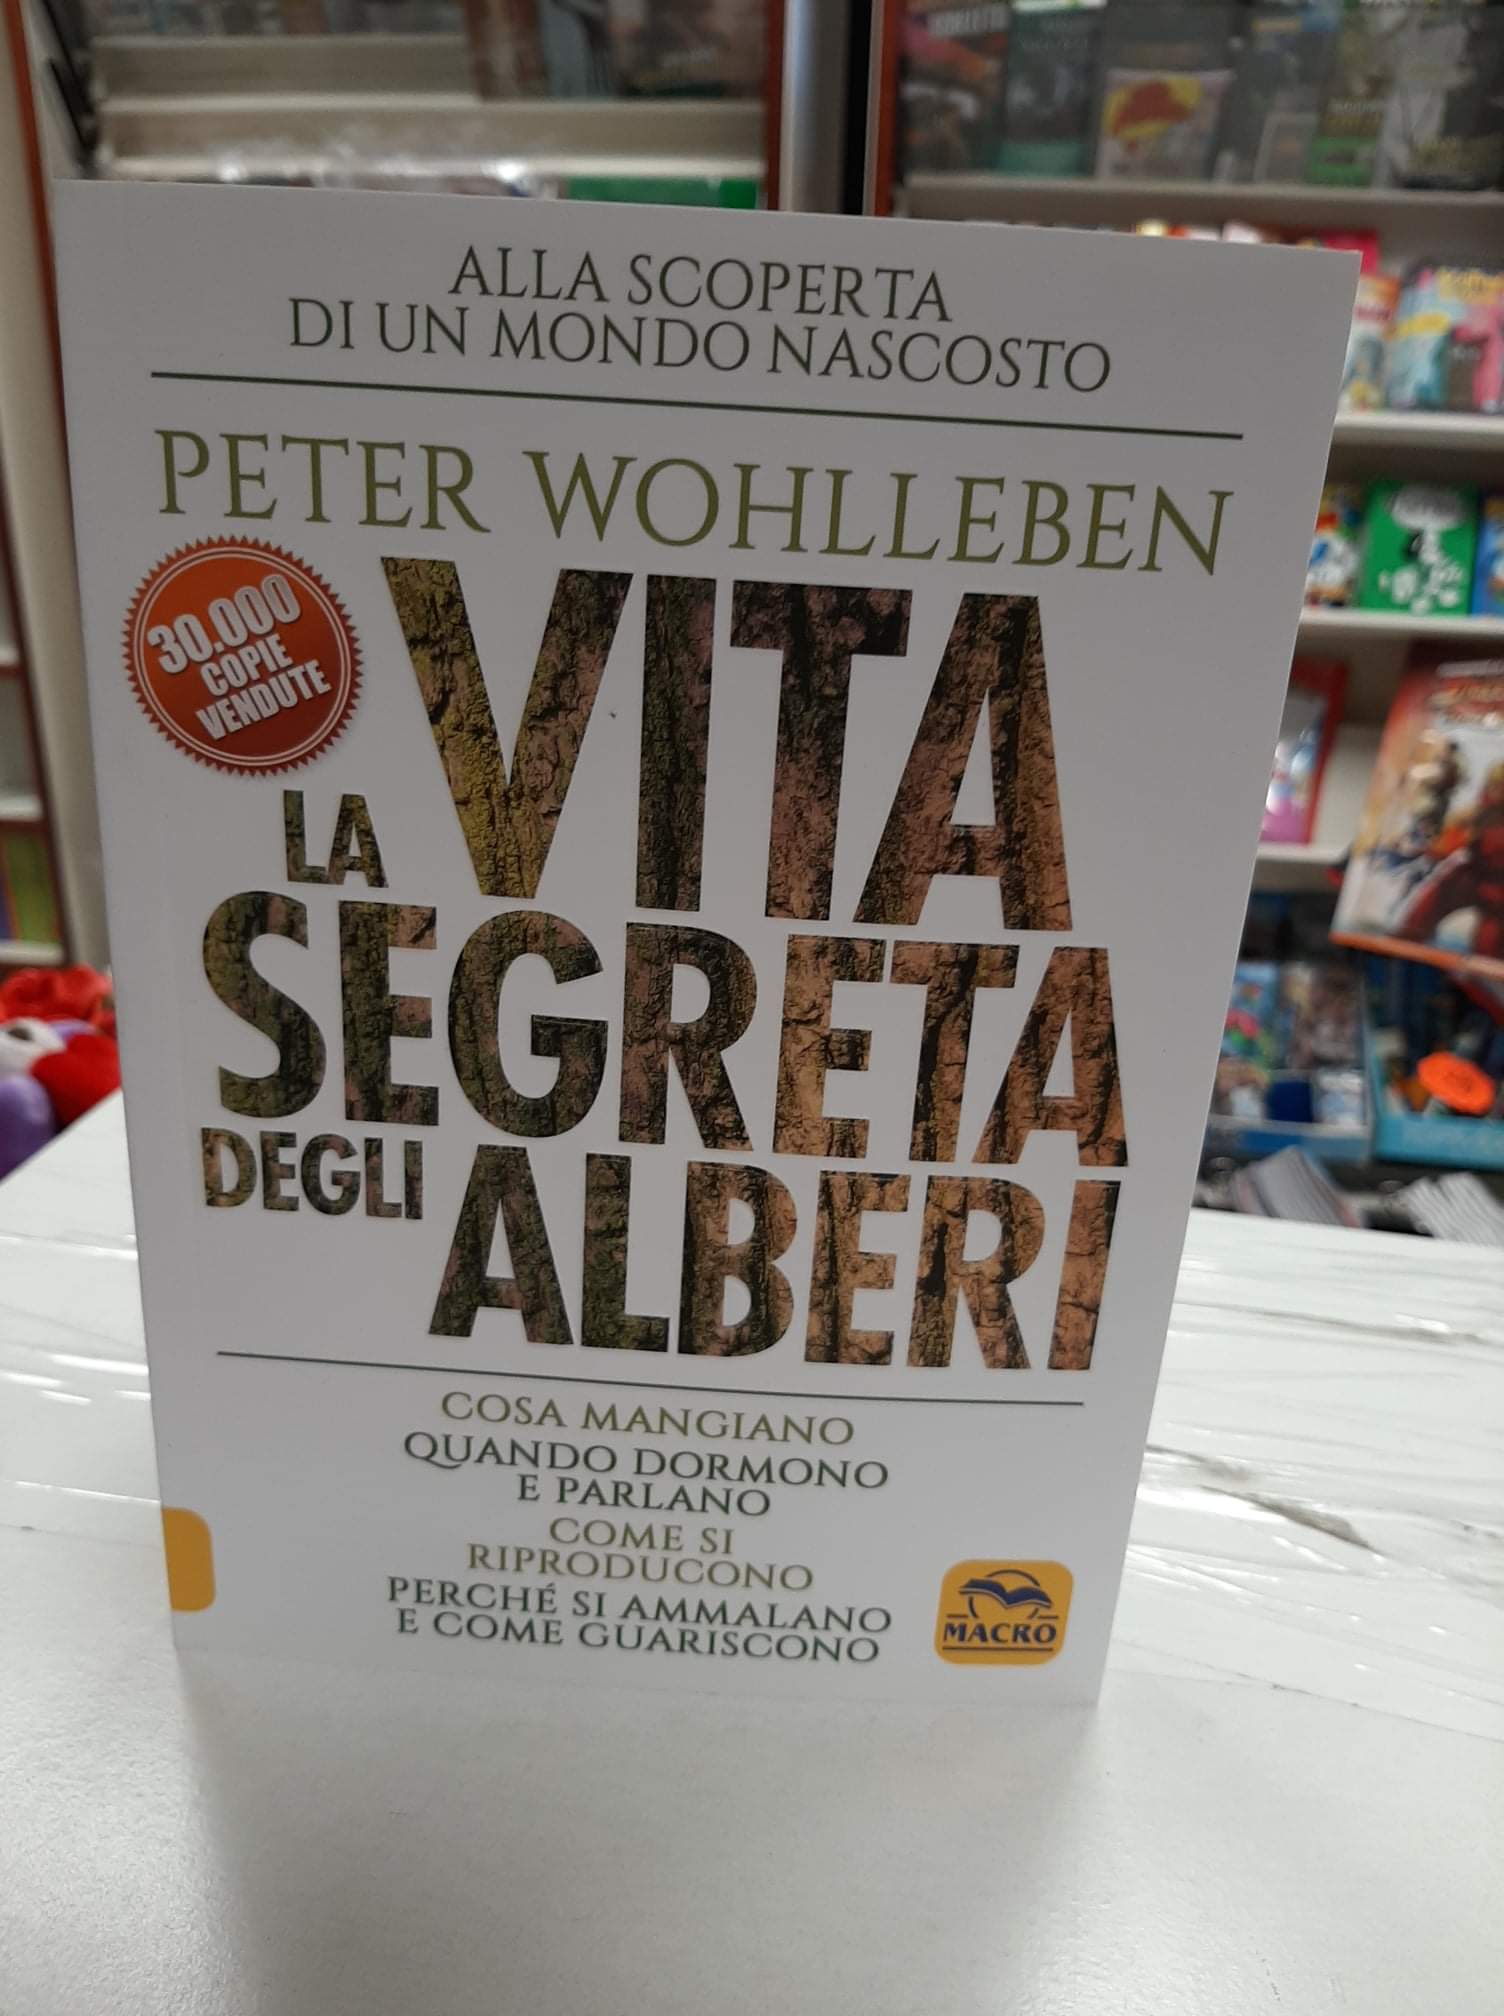 ALLA SCOPERTA
DI UN MONDO NASCOSTO
PETER WOHLLEBEN
30.000
COPIE
VENDUTE
LA VITA
SEGRETA
DEGLI ALBERI
COSA MANGIANO
QUANDO DORMONO
E PARLANO
COME SI
RIPRODUCONO
PERCHÉ SI AMMALANO
E COME GUARISCONO
MACRO